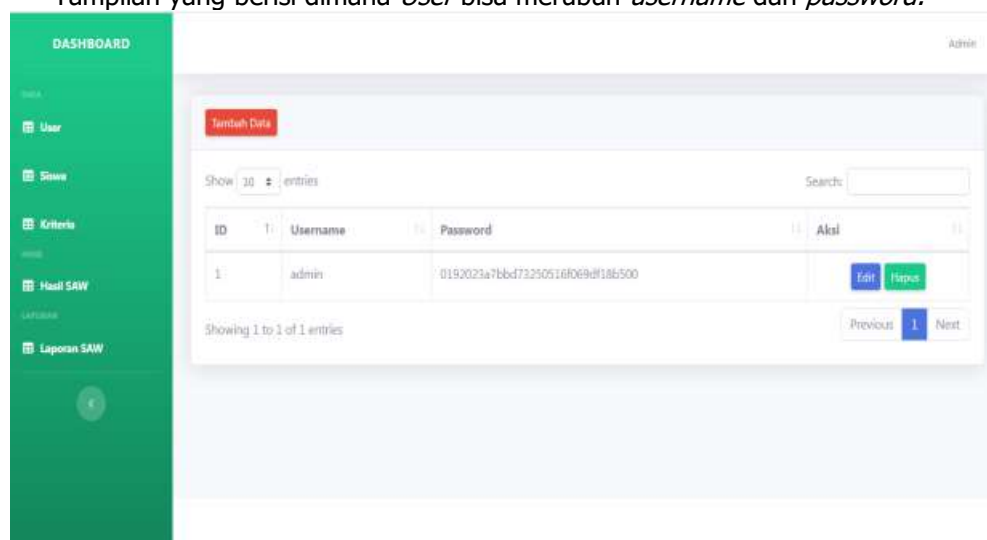 Tampilan yang berisi dimana User bisa merubah username dan password.
DASHBOARD
Admin
DATA
User
Siswa
Kriteria
Hasil SAW
LAPORAN
Laporan SAW
Tambah Data
Show 10 entries
Search:
ID Username Password Aksi
1 admin 0192023a7bbd73250516f069df18b500 Edit Hapus
Showing 1 to 1 of 1 entries
Previous 1 Next